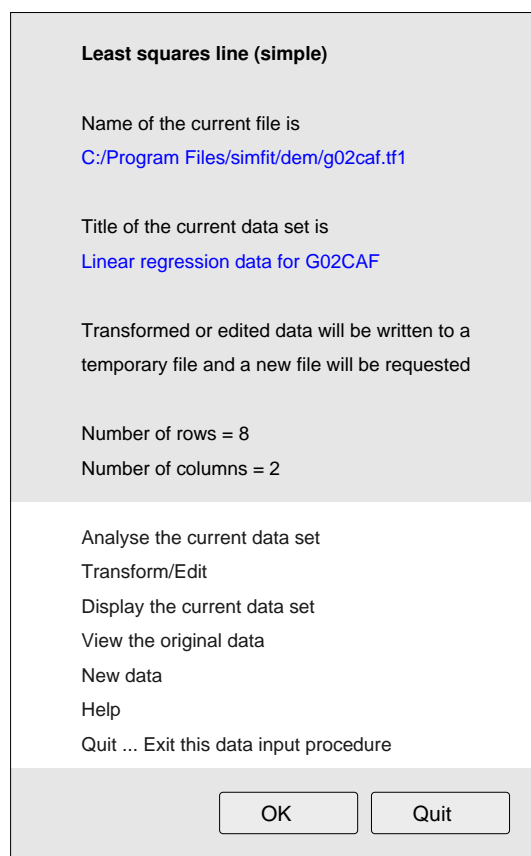 Least squares line (simple)
Name of the current file is
C:/Program Files/simfit/dem/g02caf.tf1
Title of the current data set is
Linear regression data for G02CAF
Transformed or edited data will be written to a
temporary file and a new file will be requested
Number of rows = 8
Number of columns = 2
Analyse the current data set
Transform/Edit
Display the current data set
View the original data
New data
Help
Quit ... Exit this data input procedure
OK
Quit